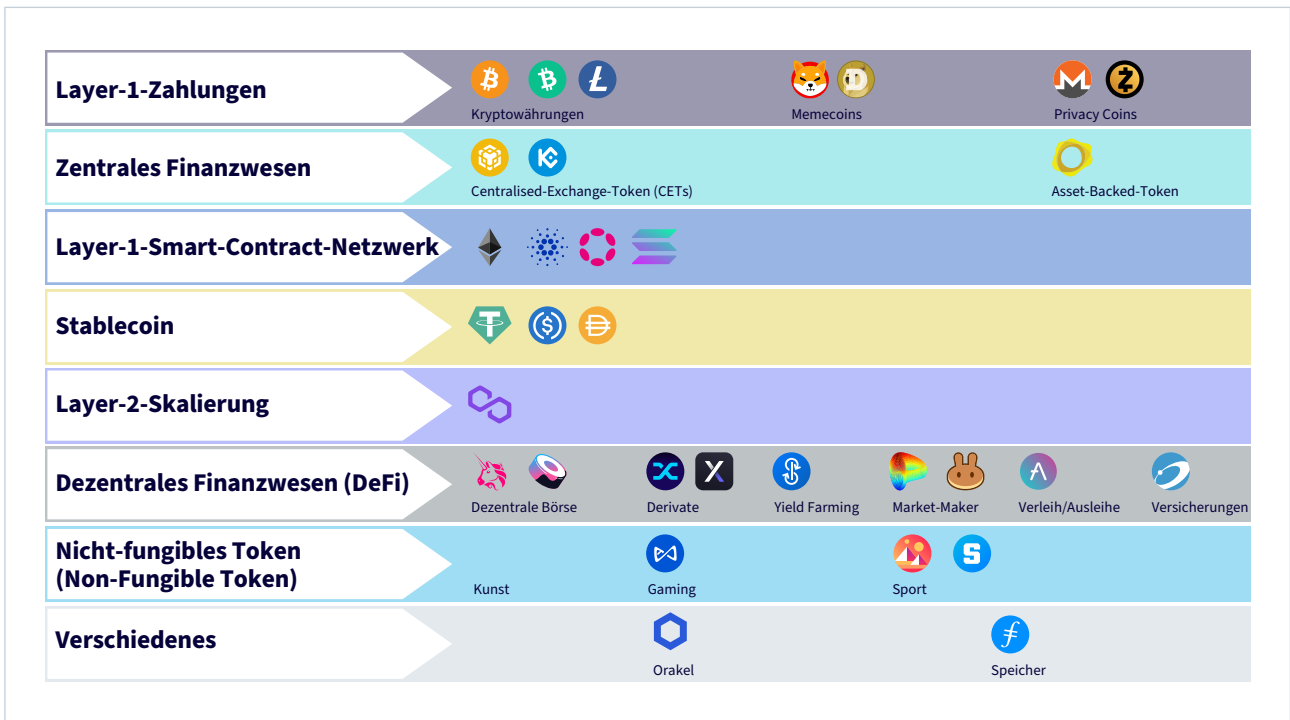 Layer-1-Zahlungen
Kryptowährungen
Memecoins
Privacy Coins
Zentrales Finanzwesen
Centralised-Exchange-Token (CETs)
Asset-Backed-Token
Layer-1-Smart-Contract-Netzwerk
Stablecoin
Layer-2-Skalierung
Dezentrales Finanzwesen (DeFi)
Dezentrale Börse
Derivate
Yield Farming
Market-Maker
Verleih/Ausleihe
Versicherungen
Nicht-fungibles Token
(Non-Fungible Token)
Kunst
Gaming
Sport
Verschiedenes
Orakel
Speicher